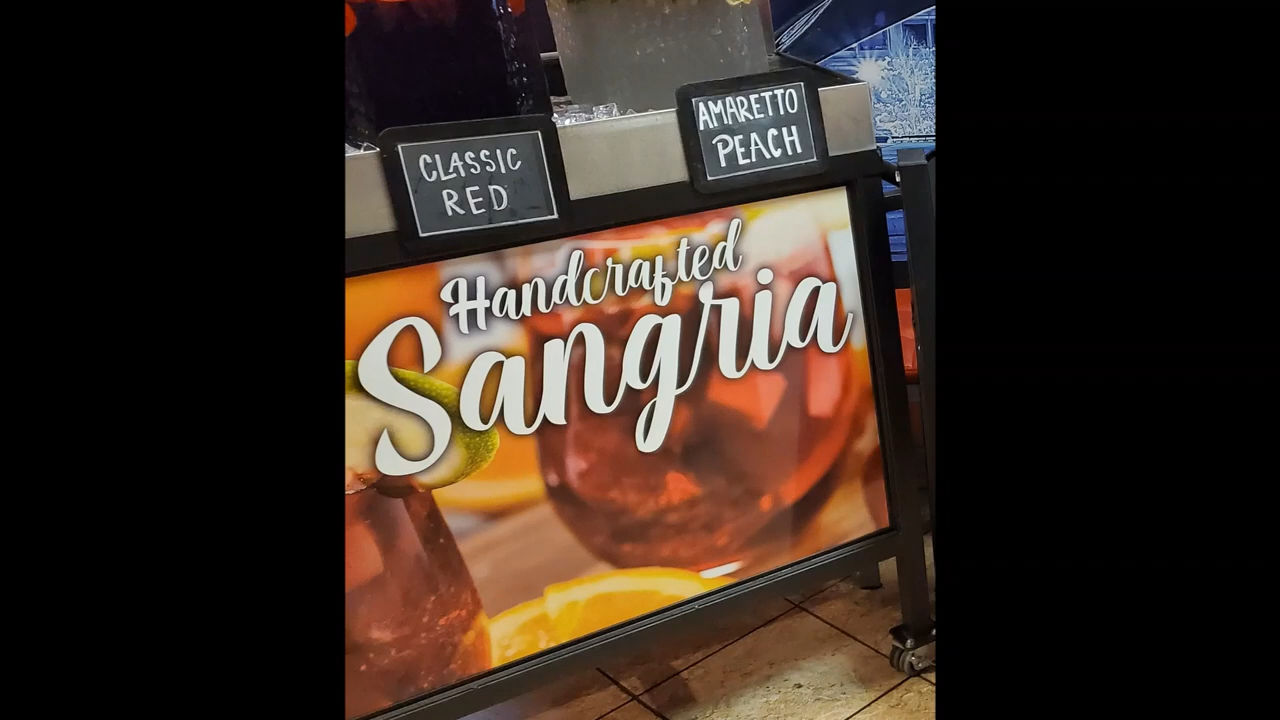 CLASSIC
RED
AMARETTO
PEACH
Handcrafted
Sangria